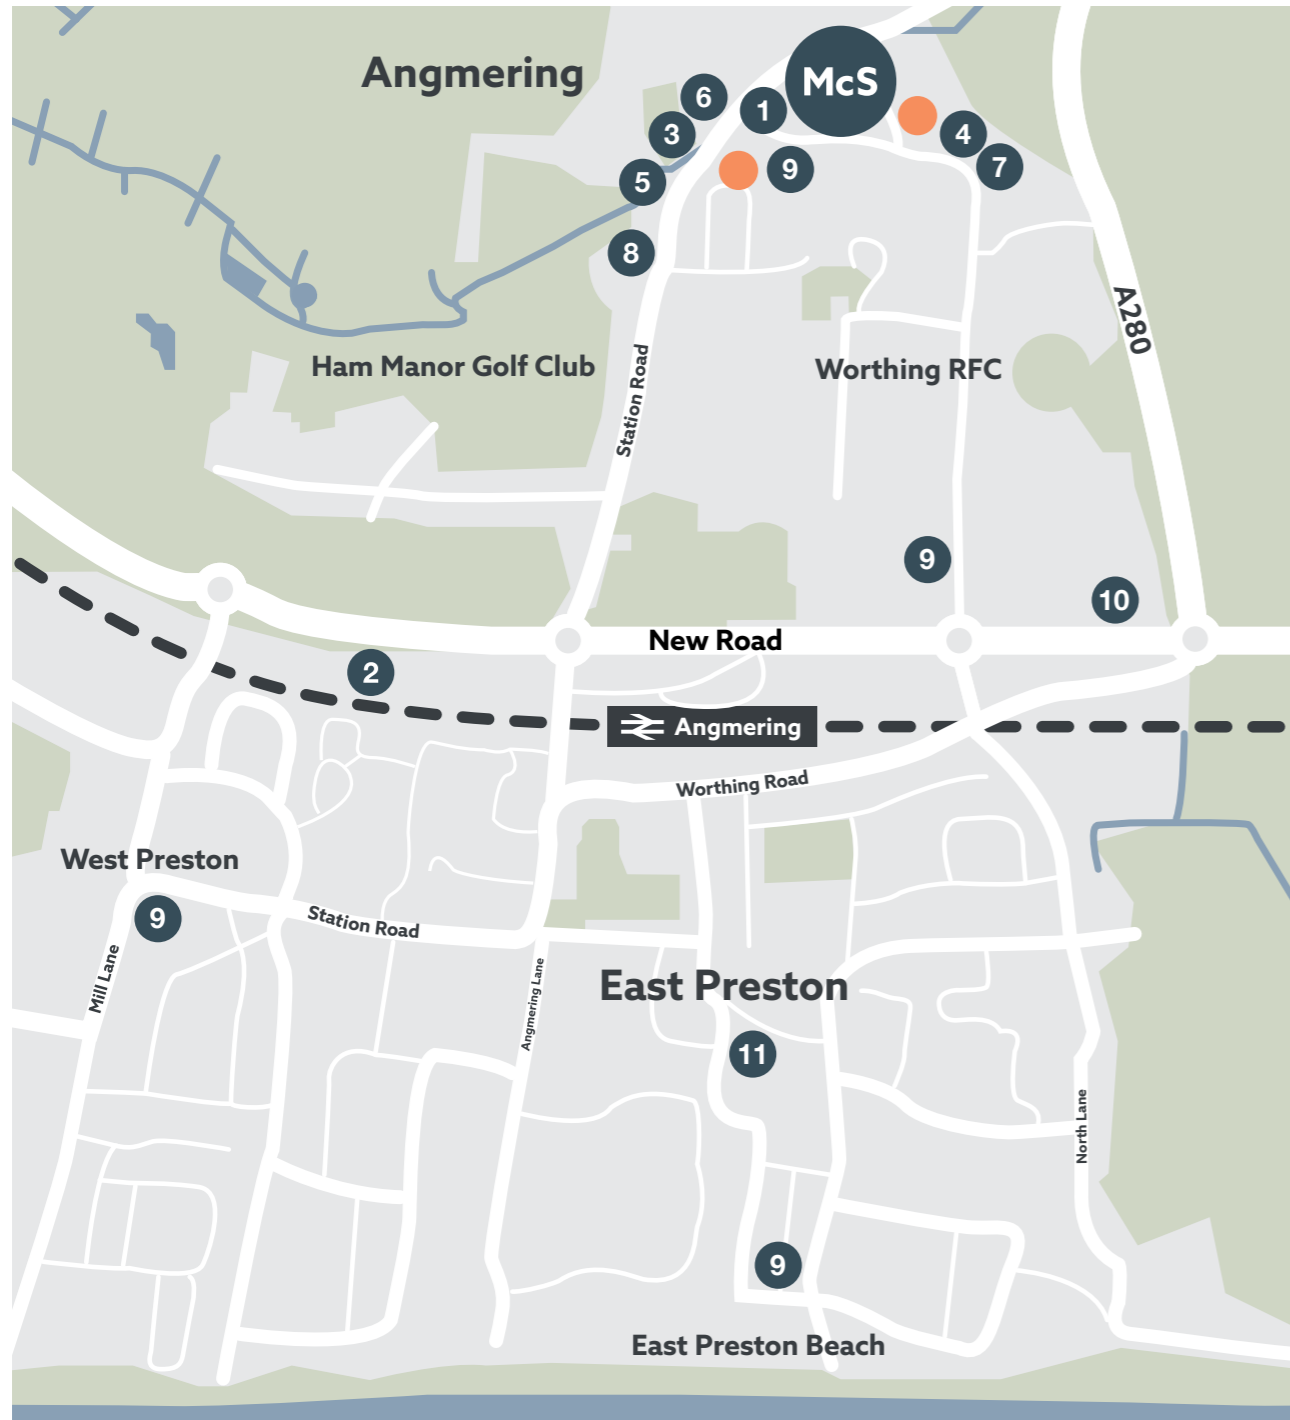 Angmering
McS
6
1
3
4
9
7
5
8
A280
Station Road
Ham Manor Golf Club
Worthing RFC
9
10
New Road
2
Angmering
Worthing Road
West Preston
9
Station Road
Mill Lane
Angmering Lane
East Preston
11
North Lane
9
East Preston Beach